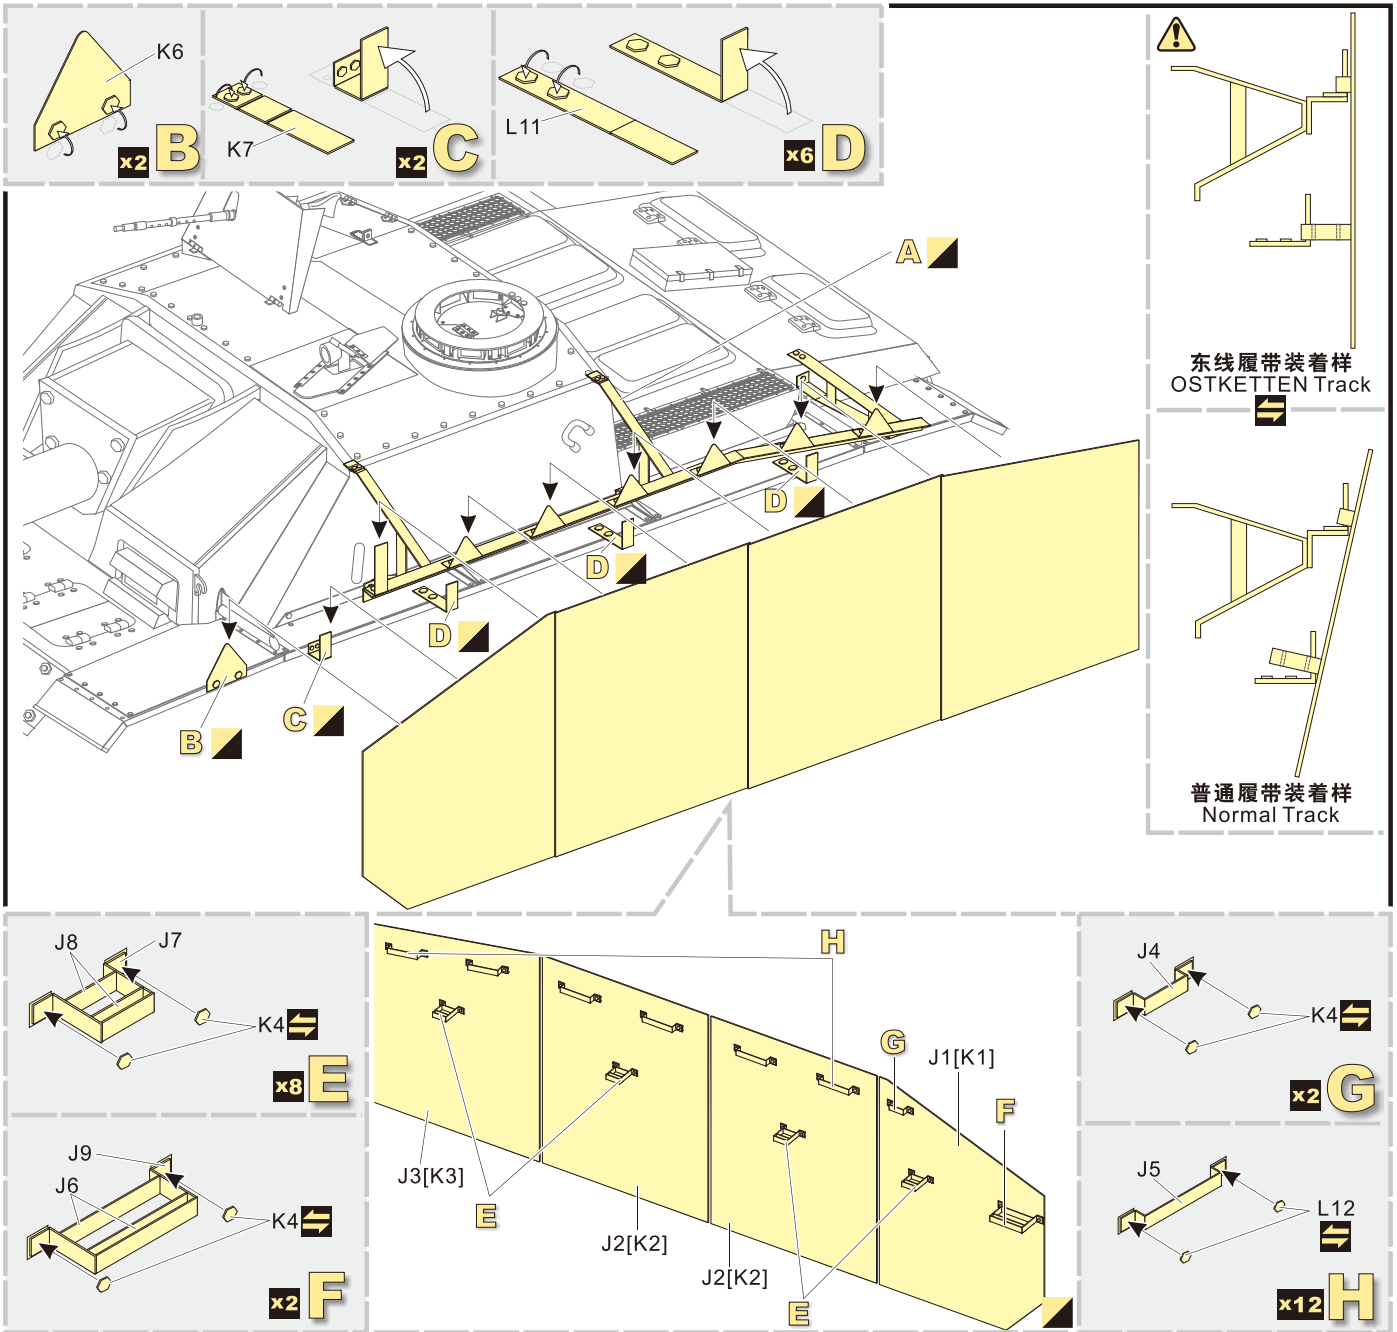 K6
x2 B
K7
x2 C
L11
x6 D
A
D
D
D
C
B
东线履带装着样
OSTKETTEN Track
普通履带装着样
Normal Track
J8
J7
K4
x8 E
J9
J6
K4
x2 F
H
G
J1[K1]
F
J3[K3]
E
J2[K2]
J2[K2]
E
J4
K4
x2 G
J5
L12
x12 H